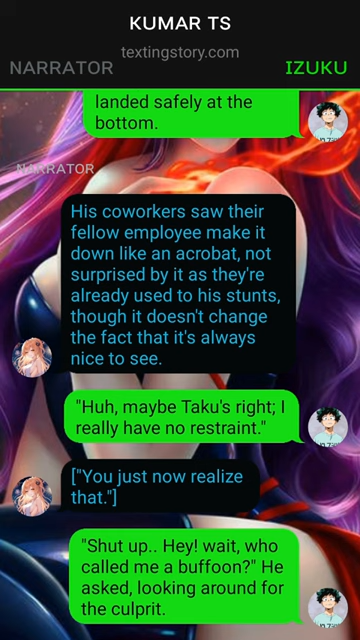 KUMAR TS
textingstory.com
NARRATOR
IZUKU
landed safely at the
bottom.
NARRATOR
His coworkers saw their
fellow employee make it
down like an acrobat, not
surprised by it as they're
already used to his stunts,
though it doesn't change
the fact that it's always
nice to see.
"Huh, maybe Taku's right; I
really have no restraint."
["You just now realize
that."]
"Shut up.. Hey! wait, who
called me a buffoon?" He
asked, looking around for
the culprit.